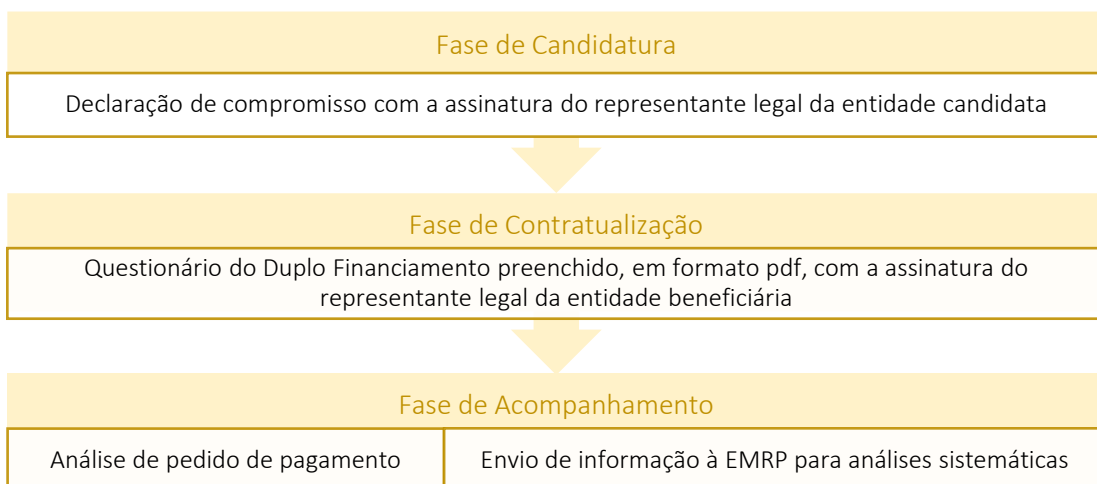 Fase de Candidatura
Declaração de compromisso com a assinatura do representante legal da entidade candidata
Fase de Contratualização
Questionário do Duplo Financiamento preenchido, em formato pdf, com a assinatura do
representante legal da entidade beneficiária
Fase de Acompanhamento
Análise de pedido de pagamento
Envio de informação à EMRP para análises sistemáticas